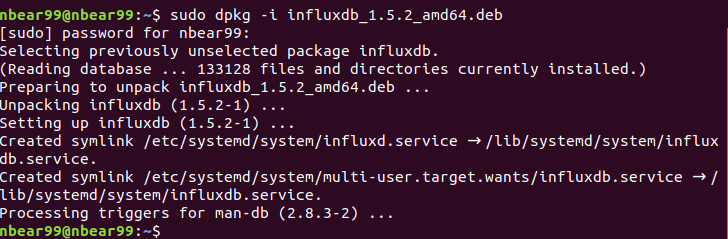 nbear99@nbear99:~$ sudo dpkg -i influxdb_1.5.2_amd64.deb
[sudo] password for nbear99:
Selecting previously unselected package influxdb.
(Reading database ... 133128 files and directories currently installed.)
Preparing to unpack influxdb_1.5.2_amd64.deb ...
Unpacking influxdb (1.5.2-1) ...
Setting up influxdb (1.5.2-1) ...
Created symlink /etc/systemd/system/influxd.service → /lib/systemd/system/influx
db.service.
Created symlink /etc/systemd/system/multi-user.target.wants/influxdb.service → /
lib/systemd/system/influxdb.service.
Processing triggers for man-db (2.8.3-2) ...
nbear99@nbear99:~$